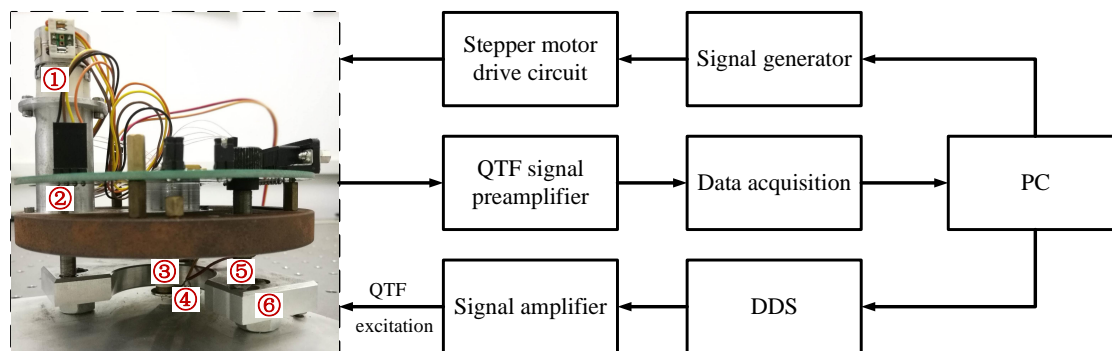 Stepper motor
drive circuit
Signal generator
①
②
QTF signal
preamplifier
Data acquisition
PC
③
④
⑤
⑥
QTF
excitation
Signal amplifier
DDS